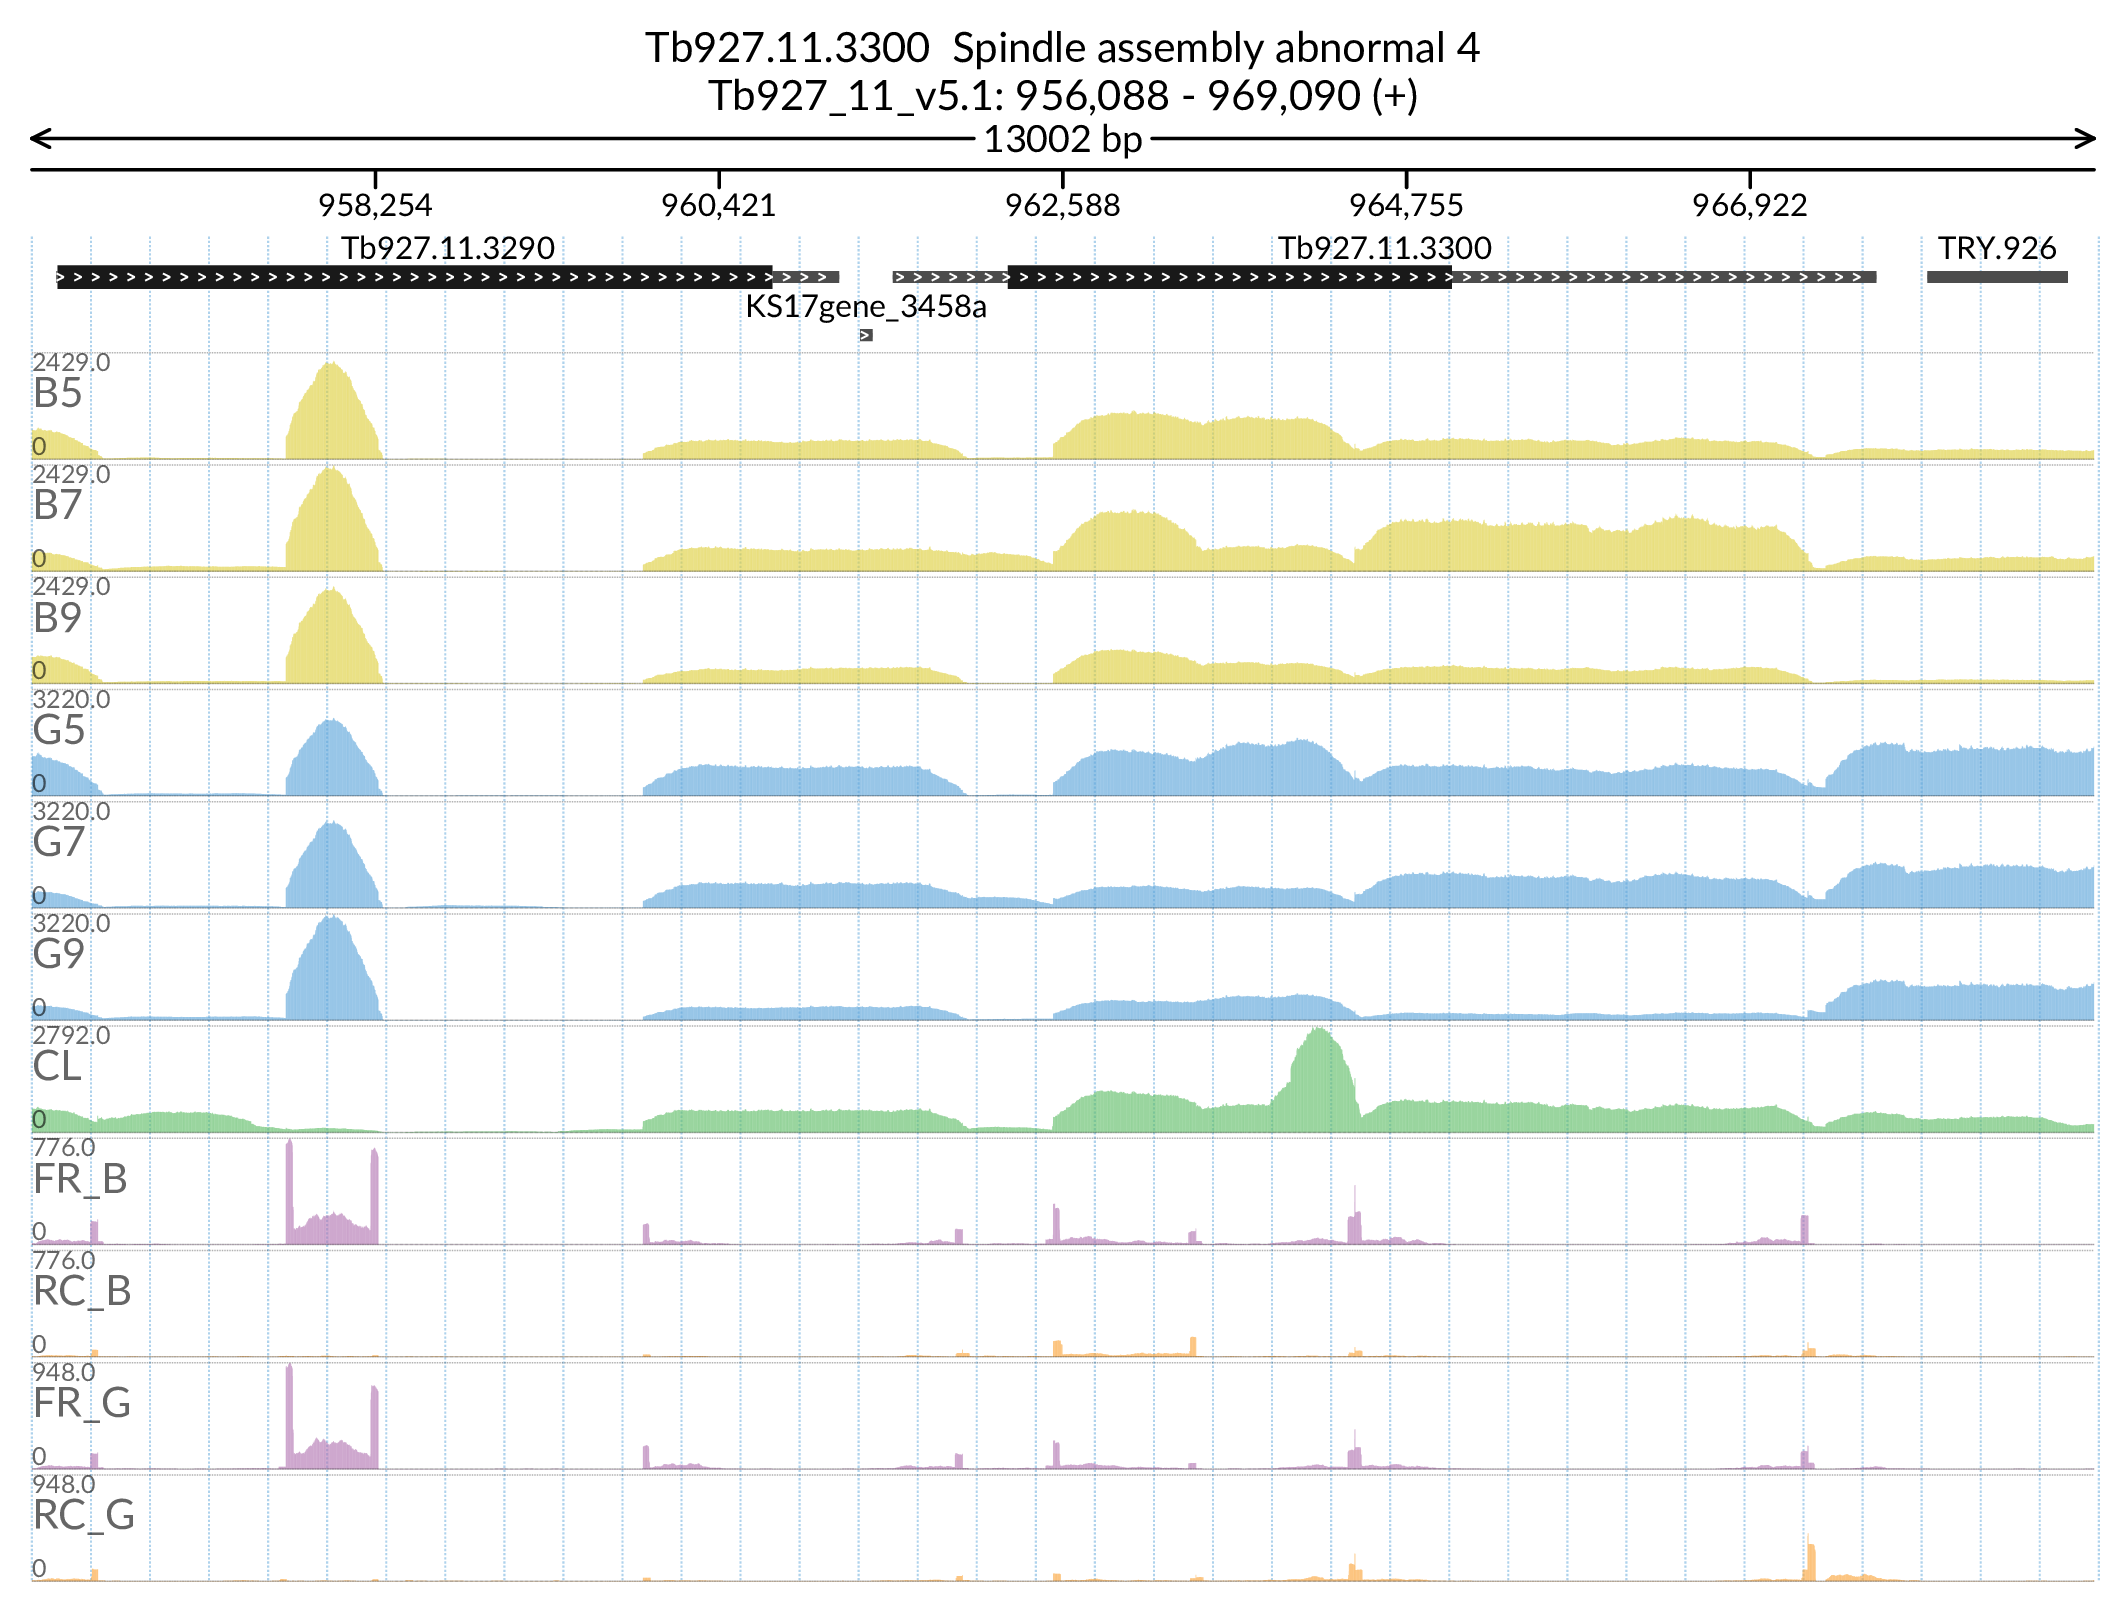 Tb927.11.3300  Spindle assembly abnormal 4
Tb927_11_v5.1: 956,088 - 969,090 (+)
13002 bp
958,254 960,421 962,588 964,755 966,922
Tb927.11.3290 Tb927.11.3300 TRY.926
KS17gene_3458a
2429.0
B5
0
2429.0
B7
0
2429.0
B9
0
3220.0
G5
0
3220.0
G7
0
3220.0
G9
0
2792.0
CL
0
776.0
FR_B
0
776.0
RC_B
0
948.0
FR_G
0
948.0
RC_G
0